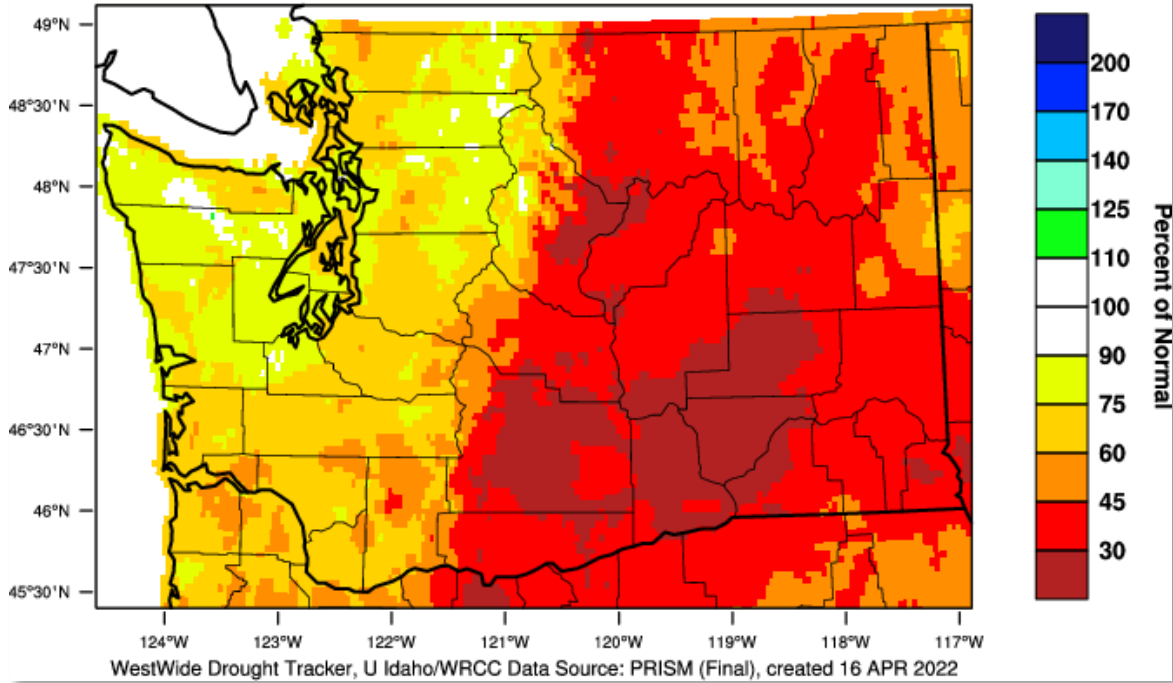 49°N
48°30'N
48°N
47°30'N
47°N
46°30'N
46°N
45°30'N
124°W 123°W 122°W 121°W 120°W 119°W 118°W 117°W
WestWide Drought Tracker, U Idaho/WRCC Data Source: PRISM (Final), created 16 APR 2022
200
170
140
125
110
100
90
75
60
45
30
Percent of Normal